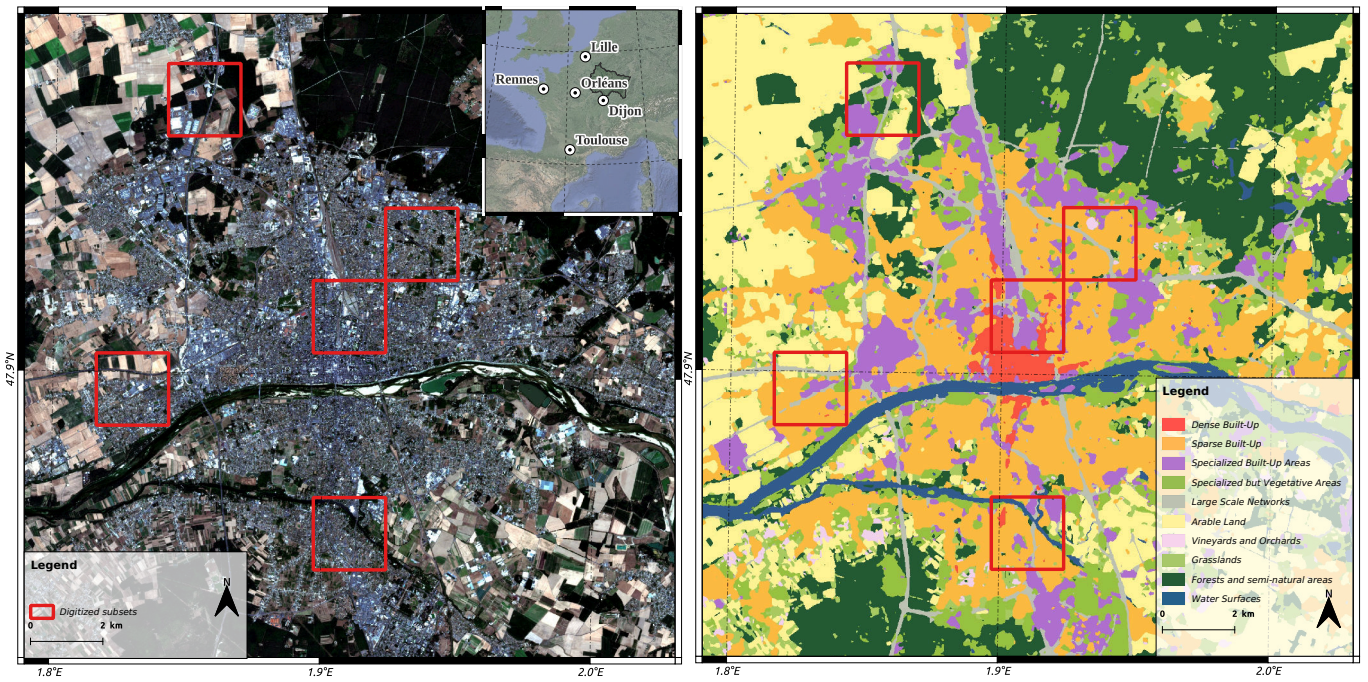 Lille
Rennes
Orléans
Dijon
Toulouse
47.9°N
Legend
N
Digitized subsets
0 2 km
1.8°E 1.9°E 2.0°E
47.9°N
Legend
Dense Built-Up
Sparse Built-Up
Specialized Built-Up Areas
Specialized but Vegetative Areas
Large Scale Networks
Arable Land
Vineyards and Orchards
Grasslands
Forests and semi-natural areas
Water Surfaces
N
0 2 km
1.8°E 1.9°E 2.0°E